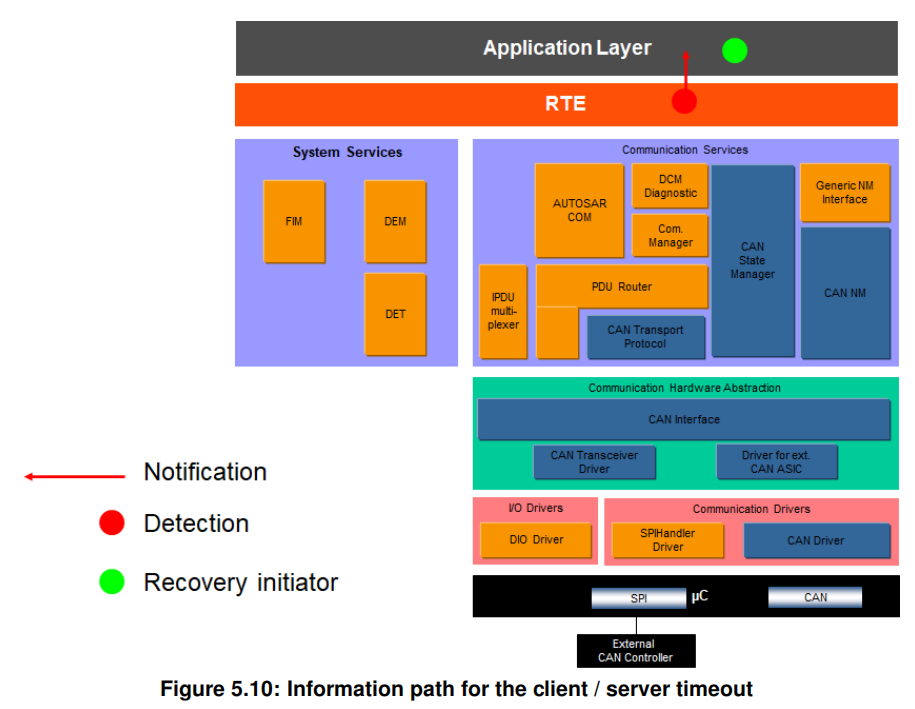 Application Layer
RTE
System Services
FIM
DEM
DET
Communication Services
AUTOSAR
COM
DCM
Diagnostic
Com.
Manager
CAN
State
Manager
Generic NM
Interface
CAN NM
IPDU
multi-
plexer
PDU Router
CAN Transport
Protocol
Communication Hardware Abstraction
CAN Interface
CAN Transceiver
Driver
Driver for ext.
CAN ASIC
I/O Drivers
DIO Driver
Communication Drivers
SPIHandler
Driver
CAN Driver
SPI
µC
CAN
External
CAN Controller
Notification
Detection
Recovery initiator
Figure 5.10: Information path for the client / server timeout